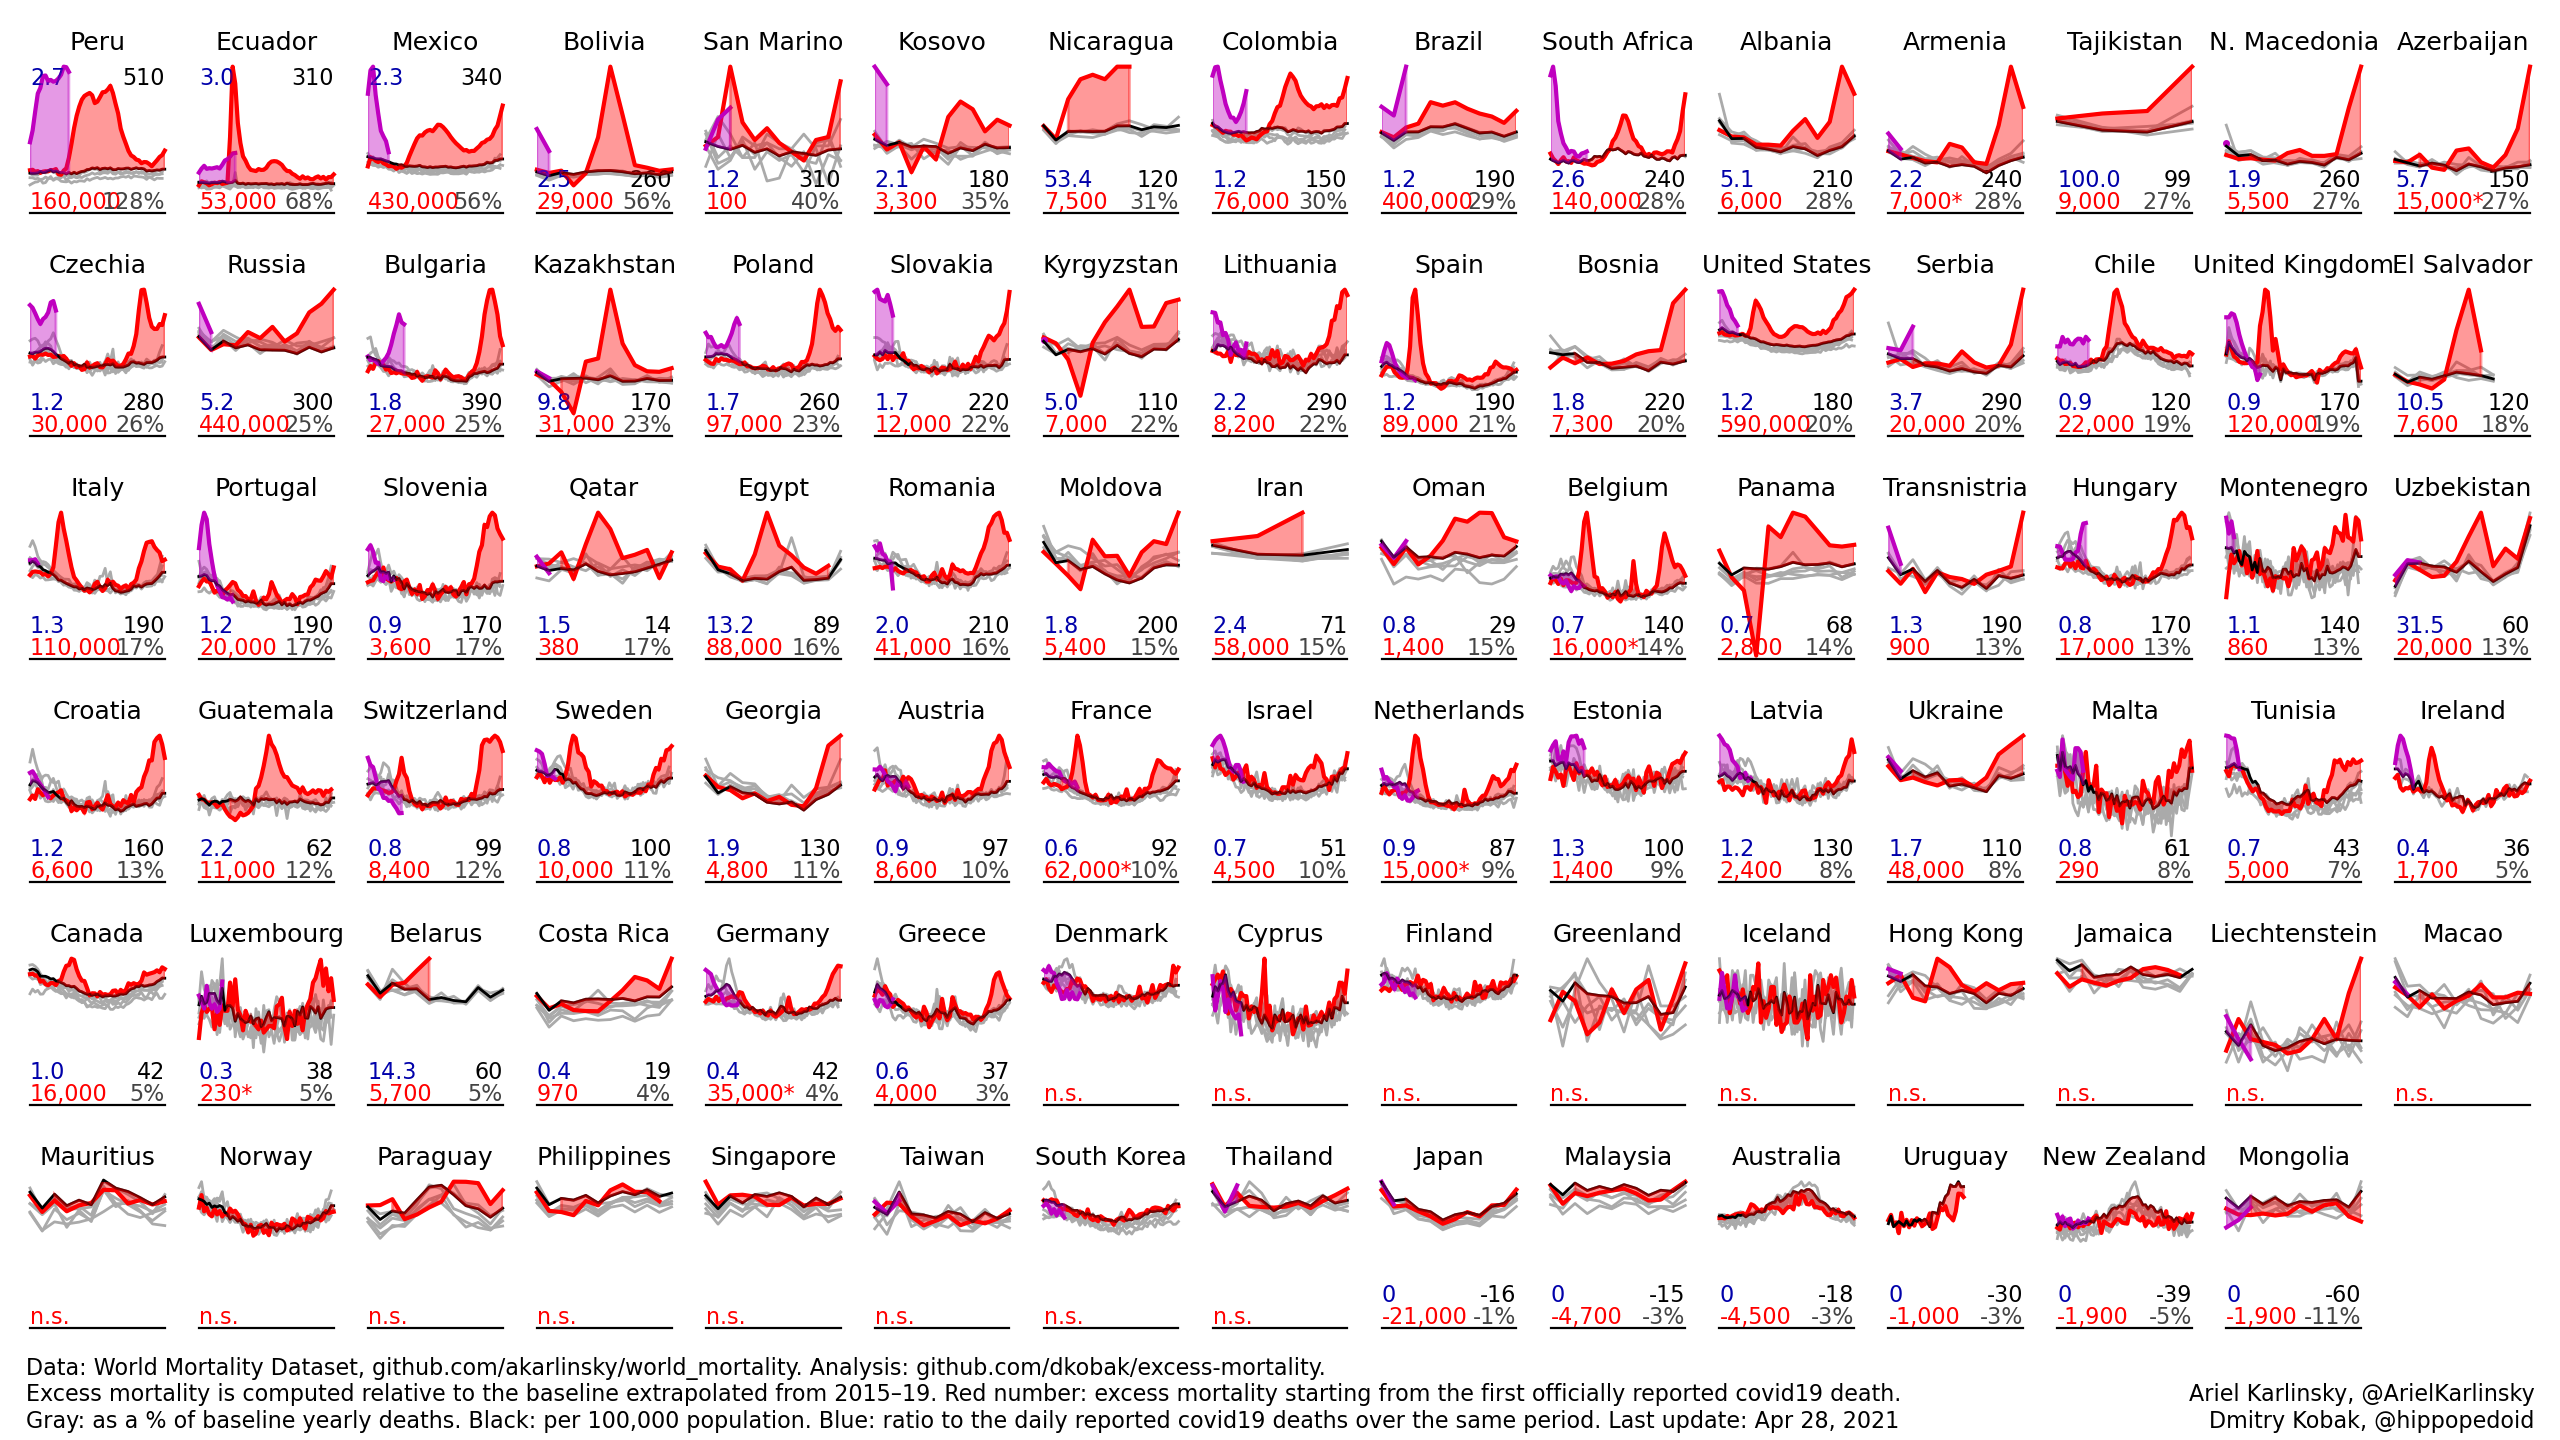 Peru Ecuador Mexico Bolivia San Marino Kosovo Nicaragua Colombia Brazil South Africa Albania Armenia Tajikistan N. Macedonia Azerbaijan
2.7 510 3.0 310 2.3 340
2.5 260 1.2 310 2.1 180 53.4 120 1.2 150 1.2 190 2.6 240 5.1 210 2.2 240 100.0 99 1.9 260 5.7 150
160,000 128% 53,000 68% 430,000 56% 29,000 56% 100 40% 3,300 35% 7,500 31% 76,000 30% 400,000 29% 140,000 28% 6,000 28% 7,000* 28% 9,000 27% 5,500 27% 15,000* 27%
Czechia Russia Bulgaria Kazakhstan Poland Slovakia Kyrgyzstan Lithuania Spain Bosnia United States Serbia Chile United Kingdom El Salvador
1.2 280 5.2 300 1.8 390 9.8 170 1.7 260 1.7 220 5.0 110 2.2 290 1.2 190 1.8 220 1.2 180 3.7 290 0.9 120 0.9 170 10.5 120
30,000 26% 440,000 25% 27,000 25% 31,000 23% 97,000 23% 12,000 22% 7,000 22% 8,200 22% 89,000 21% 7,300 20% 590,000 20% 20,000 20% 22,000 19% 120,000 19% 7,600 18%
Italy Portugal Slovenia Qatar Egypt Romania Moldova Iran Oman Belgium Panama Transnistria Hungary Montenegro Uzbekistan
1.3 190 1.2 190 0.9 170 1.5 14 13.2 89 2.0 210 1.8 200 2.4 71 0.8 29 0.7 140 0.7 68 1.3 190 0.8 170 1.1 140 31.5 60
110,000 17% 20,000 17% 3,600 17% 380 17% 88,000 16% 41,000 16% 5,400 15% 58,000 15% 1,400 15% 16,000* 14% 2,800 14% 900 13% 17,000 13% 860 13% 20,000 13%
Croatia Guatemala Switzerland Sweden Georgia Austria France Israel Netherlands Estonia Latvia Ukraine Malta Tunisia Ireland
1.2 160 2.2 62 0.8 99 0.8 100 1.9 130 0.9 97 0.6 92 0.7 51 0.9 87 1.3 100 1.2 130 1.7 110 0.8 61 0.7 43 0.4 36
6,600 13% 11,000 12% 8,400 12% 10,000 11% 4,800 11% 8,600 10% 62,000* 10% 4,500 10% 15,000* 9% 1,400 9% 2,400 8% 48,000 8% 290 8% 5,000 7% 1,700 5%
Canada Luxembourg Belarus Costa Rica Germany Greece Denmark Cyprus Finland Greenland Iceland Hong Kong Jamaica Liechtenstein Macao
1.0 42 0.3 38 14.3 60 0.4 19 0.4 42 0.6 37
16,000 5% 230* 5% 5,700 5% 970 4% 35,000* 4% 4,000 3% n.s. n.s. n.s. n.s. n.s. n.s. n.s. n.s. n.s.
Mauritius Norway Paraguay Philippines Singapore Taiwan South Korea Thailand Japan Malaysia Australia Uruguay New Zealand Mongolia
0 -16 0 -15 0 -18 0 -30 0 -39 0 -60
n.s. n.s. n.s. n.s. n.s. n.s. n.s. n.s. -21,000 -1% -4,700 -3% -4,500 -3% -1,000 -3% -1,900 -5% -1,900 -11%
Data: World Mortality Dataset, github.com/akarlinsky/world_mortality. Analysis: github.com/dkobak/excess-mortality.
Excess mortality is computed relative to the baseline extrapolated from 2015–19. Red number: excess mortality starting from the first officially reported covid19 death.
Gray: as a % of baseline yearly deaths. Black: per 100,000 population. Blue: ratio to the daily reported covid19 deaths over the same period. Last update: Apr 28, 2021
Ariel Karlinsky, @ArielKarlinsky
Dmitry Kobak, @hippopedoid